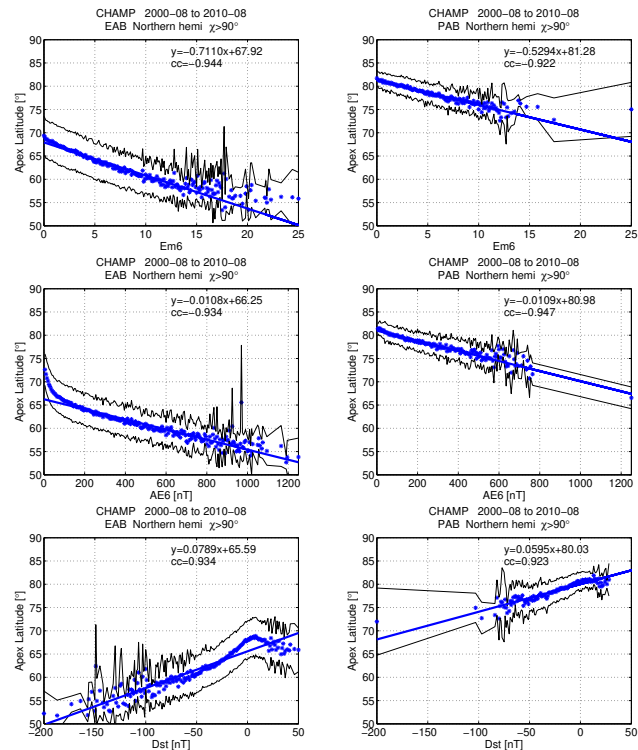 CHAMP 2000−08 to 2010−08
EAB Northern hemi χ>90°
y=−0.7110x+67.92
cc=−0.944
90
85
80
75
70
65
60
55
50
Apex Latitude [°]
0 5 10 15 20 25
Em6
CHAMP 2000−08 to 2010−08
PAB Northern hemi χ>90°
y=−0.5294x+81.28
cc=−0.922
90
85
80
75
70
65
60
55
50
Apex Latitude [°]
0 5 10 15 20 25
Em6
CHAMP 2000−08 to 2010−08
EAB Northern hemi χ>90°
y=−0.0108x+66.25
cc=−0.934
90
85
80
75
70
65
60
55
50
Apex Latitude [°]
0 200 400 600 800 1000 1200
AE6 [nT]
CHAMP 2000−08 to 2010−08
PAB Northern hemi χ>90°
y=−0.0109x+80.98
cc=−0.947
90
85
80
75
70
65
60
55
50
Apex Latitude [°]
0 200 400 600 800 1000 1200
AE6 [nT]
CHAMP 2000−08 to 2010−08
EAB Northern hemi χ>90°
y=0.0789x+65.59
cc=0.934
90
85
80
75
70
65
60
55
50
Apex Latitude [°]
−200 −150 −100 −50 0 50
Dst [nT]
CHAMP 2000−08 to 2010−08
PAB Northern hemi χ>90°
y=0.0595x+80.03
cc=0.923
90
85
80
75
70
65
60
55
50
Apex Latitude [°]
−200 −150 −100 −50 0 50
Dst [nT]